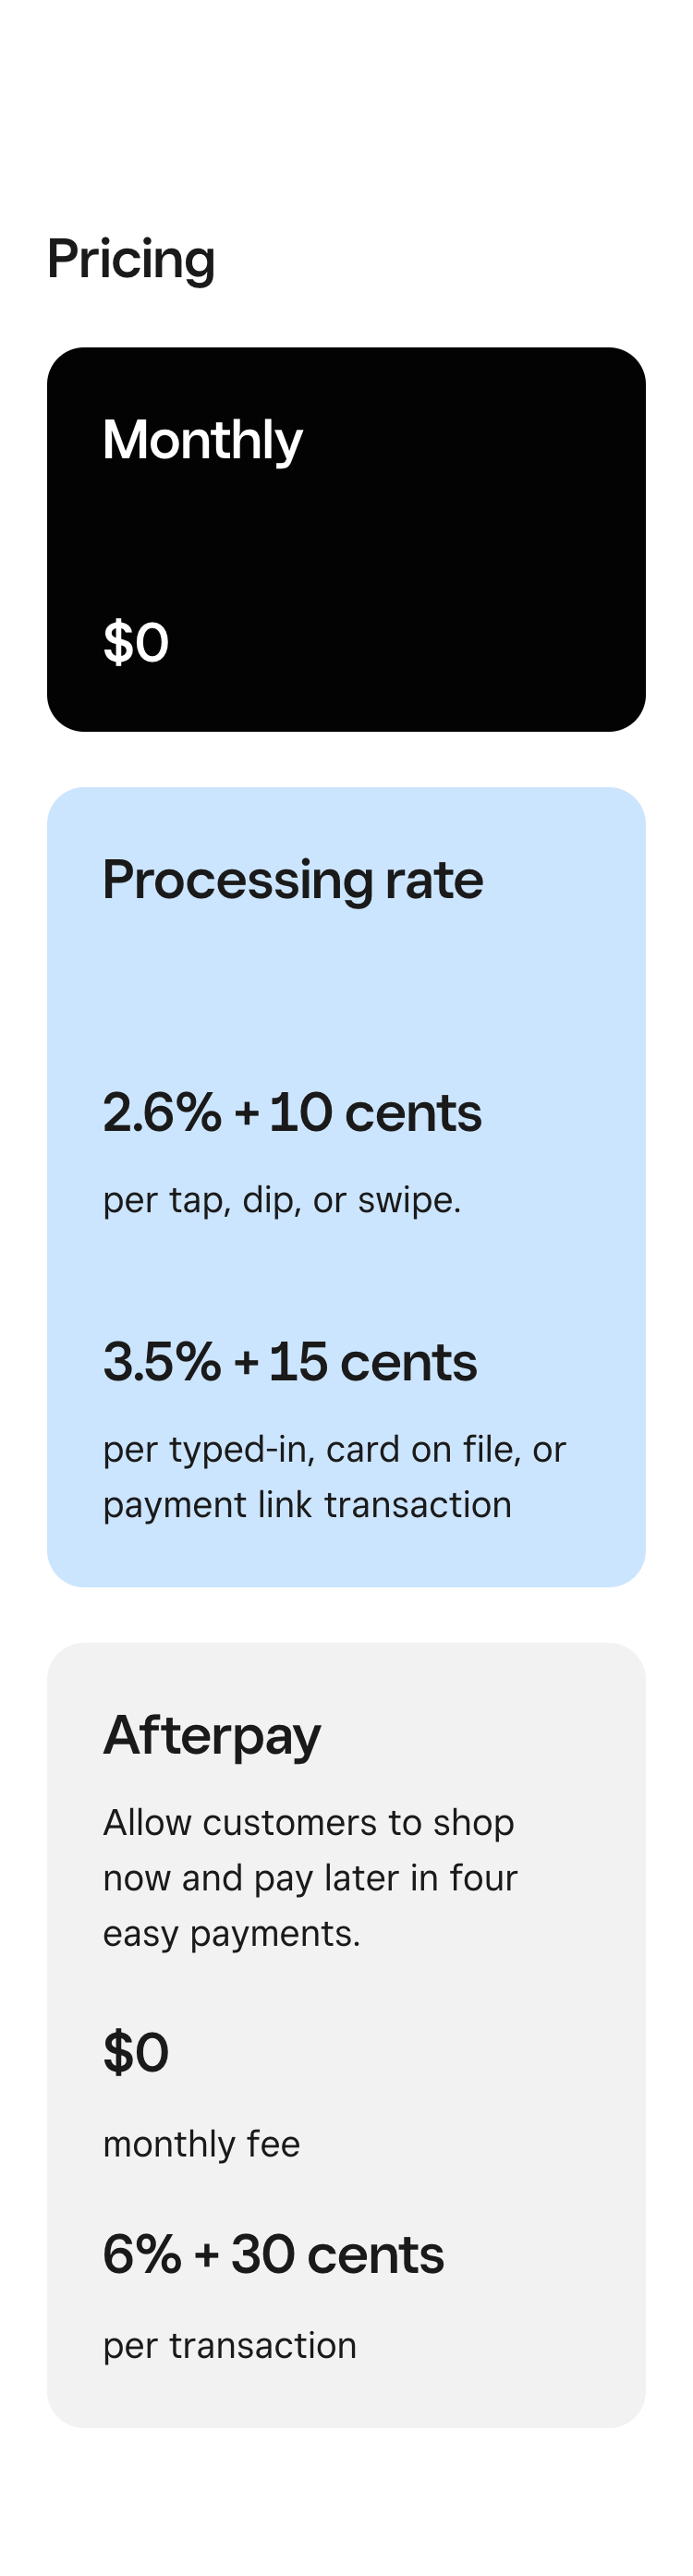 Pricing
Monthly
$0
Processing rate
2.6% + 10 cents
per tap, dip, or swipe.
3.5% + 15 cents
per typed-in, card on file, or
payment link transaction
Afterpay
Allow customers to shop
now and pay later in four
easy payments.
$0
monthly fee
6% + 30 cents
per transaction